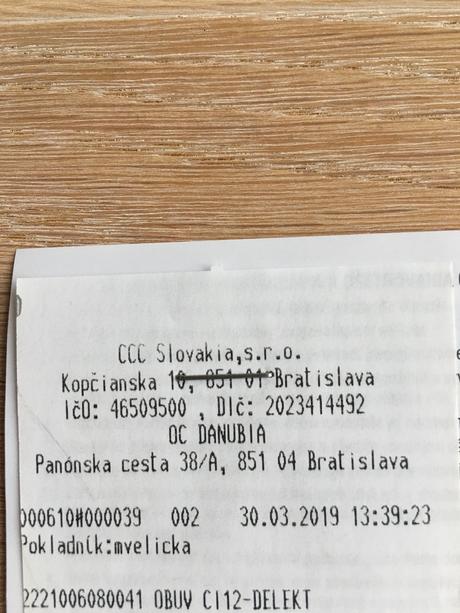 CCC Slovakia,s.r.o.
Kopčianska 10, 851 01 Bratislava
IčO: 46509500 , DIč: 2023414492
OC DANUBIA
Panónska cesta 38/A, 851 04 Bratislava
000610#000039 002 30.03.2019 13:39:23
Pokladník:mvelicka
2221006080041 OBUV CI12-DELEKT